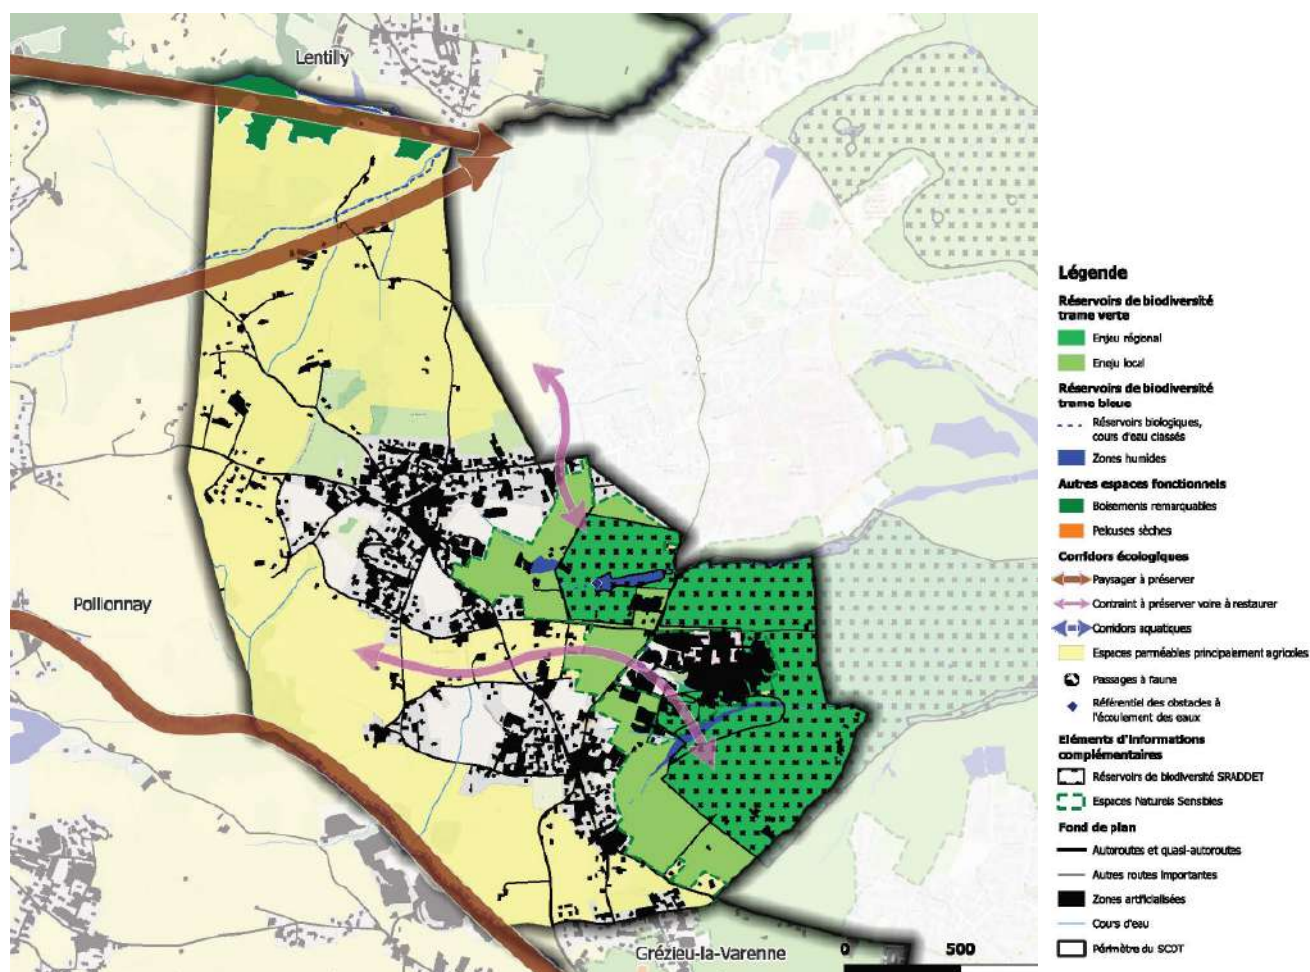 Lentilly
Pollionnay
Grézieu-la-Varenne
0 500
Légende
Réservoirs de biodiversité
trame verte
Enjeu régional
Eneju local
Réservoirs de biodiversité
trame bleue
Réservoirs biologiques,
cours d'eau classés
Zones humides
Autres espaces fonctionnels
Boisements remarquables
Pelouses sèches
Corridors écologiques
Paysager à préserver
Contraint à préserver voire à restaurer
Corridors aquatiques
Espaces perméables principalement agricoles
Passages à faune
Référentiel des obstacles à
l'écoulement des eaux
Eléments d'informations
complémentaires
Réservoirs de biodiversité SRADDET
Espaces Naturels Sensibles
Fond de plan
Autoroutes et quasi-autoroutes
Autres routes importantes
Zones artificialisées
Cours d'eau
Périmètre du SCOT